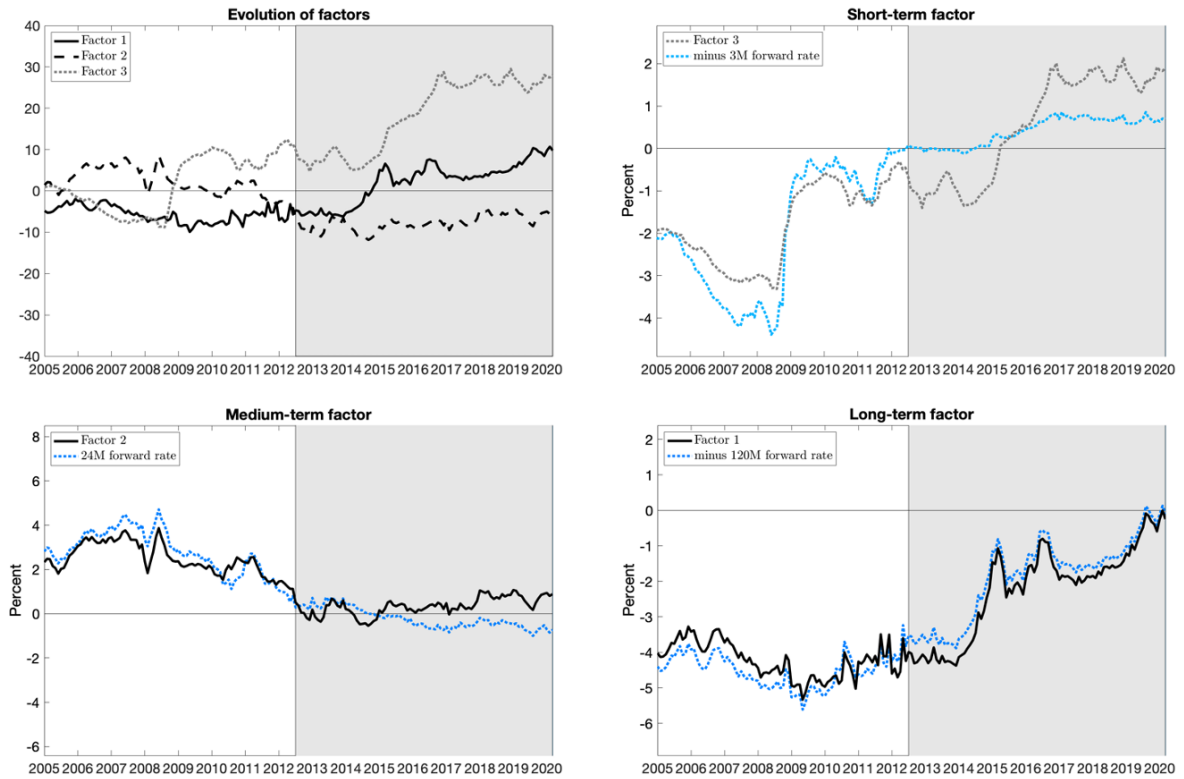 Evolution of factors
40
30
20
10
0
-10
-20
-30
-40
Factor 1
Factor 2
Factor 3
2005 2006 2007 2008 2009 2010 2011 2012 2013 2014 2015 2016 2017 2018 2019 2020
Short-term factor
Percent
2
1
0
-1
-2
-3
-4
Factor 3
minus 3M forward rate
2005 2006 2007 2008 2009 2010 2011 2012 2013 2014 2015 2016 2017 2018 2019 2020
Medium-term factor
Percent
8
6
4
2
0
-2
-4
-6
Factor 2
24M forward rate
2005 2006 2007 2008 2009 2010 2011 2012 2013 2014 2015 2016 2017 2018 2019 2020
Long-term factor
Percent
2
1
0
-1
-2
-3
-4
-5
-6
Factor 1
minus 120M forward rate
2005 2006 2007 2008 2009 2010 2011 2012 2013 2014 2015 2016 2017 2018 2019 2020